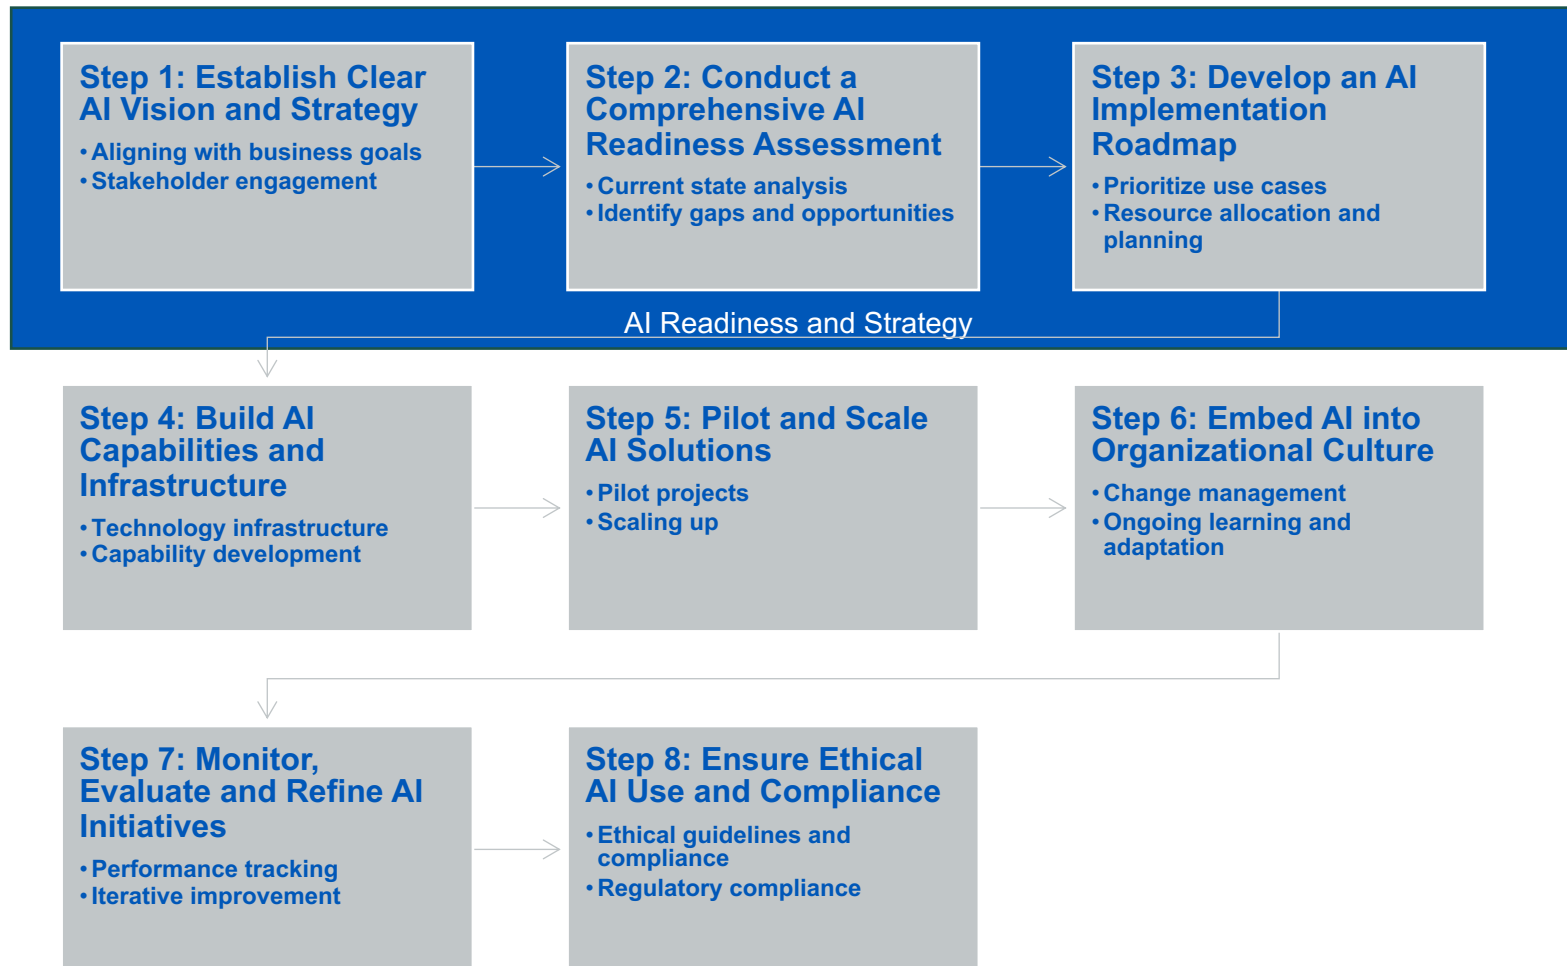 Step 1: Establish Clear
AI Vision and Strategy
• Aligning with business goals
• Stakeholder engagement
Step 2: Conduct a
Comprehensive AI
Readiness Assessment
• Current state analysis
• Identify gaps and opportunities
Step 3: Develop an AI
Implementation
Roadmap
• Prioritize use cases
• Resource allocation and
planning
AI Readiness and Strategy
Step 4: Build AI
Capabilities and
Infrastructure
• Technology infrastructure
• Capability development
Step 5: Pilot and Scale
AI Solutions
• Pilot projects
• Scaling up
Step 6: Embed AI into
Organizational Culture
• Change management
• Ongoing learning and
adaptation
Step 7: Monitor,
Evaluate and Refine AI
Initiatives
• Performance tracking
• Iterative improvement
Step 8: Ensure Ethical
AI Use and Compliance
• Ethical guidelines and
compliance
• Regulatory compliance